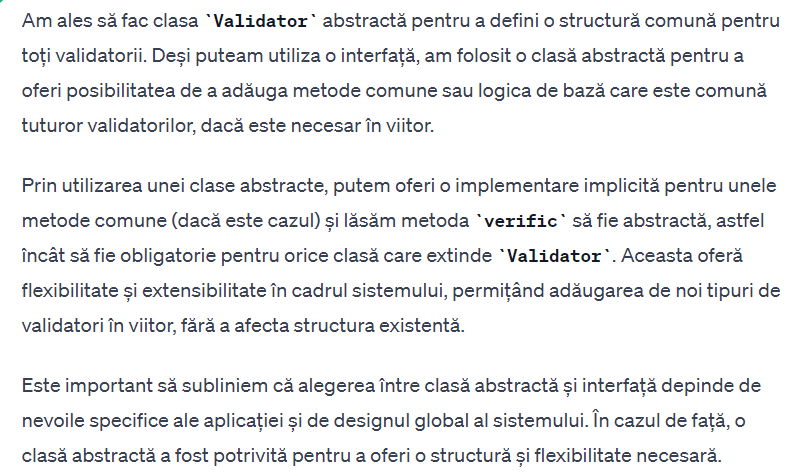 Am ales să fac clasa `Validator` abstractă pentru a defini o structură comună pentru
toți validatorii. Deși puteam utiliza o interfață, am folosit o clasă abstractă pentru a
oferi posibilitatea de a adăuga metode comune sau logica de bază care este comună
tuturor validatorilor, dacă este necesar în viitor.
Prin utilizarea unei clase abstracte, putem oferi o implementare implicită pentru unele
metode comune (dacă este cazul) și lăsăm metoda `verific` să fie abstractă, astfel
încât să fie obligatorie pentru orice clasă care extinde `Validator`. Aceasta oferă
flexibilitate și extensibilitate în cadrul sistemului, permițând adăugarea de noi tipuri de
validatori în viitor, fără a afecta structura existentă.
Este important să subliniem că alegerea între clasă abstractă și interfață depinde de
nevoile specifice ale aplicației și de designul global al sistemului. În cazul de față, o
clasă abstractă a fost potrivită pentru a oferi o structură și flexibilitate necesară.